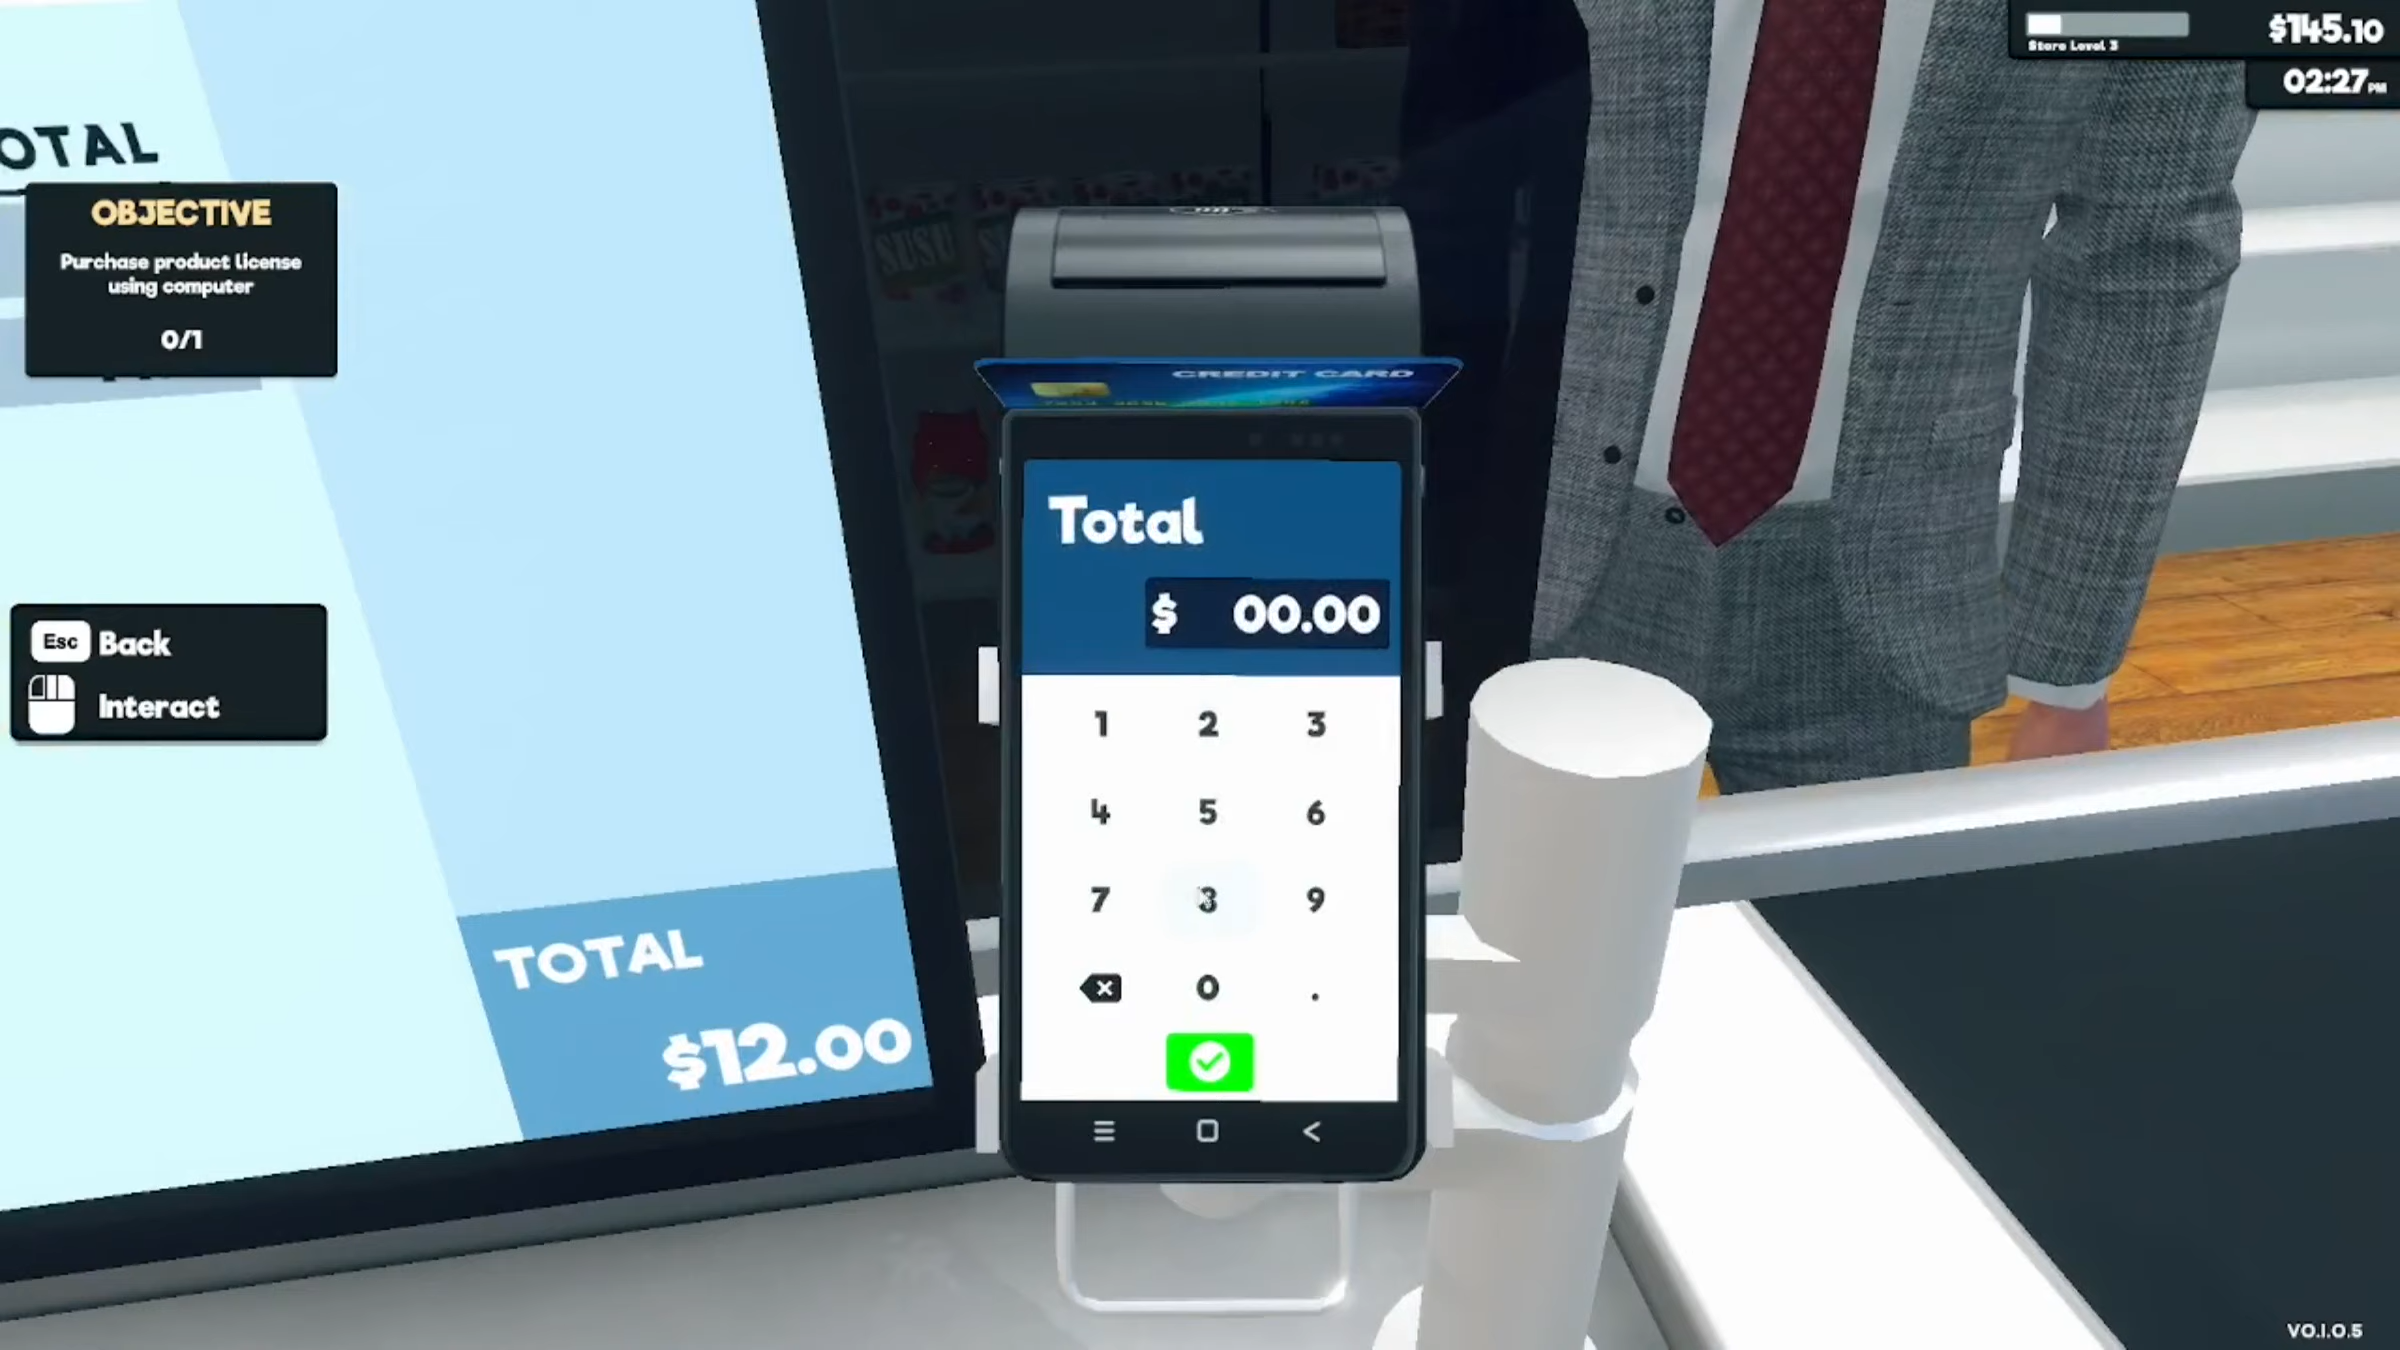 OTAL
OBJECTIVE
Purchase product license
using computer
0/1
Esc Back
Interact
TOTAL
$12.00
SUSU
CREDIT CARD
Total
$ 00.00
1 2 3
4 5 6
7 8 9
0 .
Store Level 3
$145.10
02:27PM
V0.1.0.5